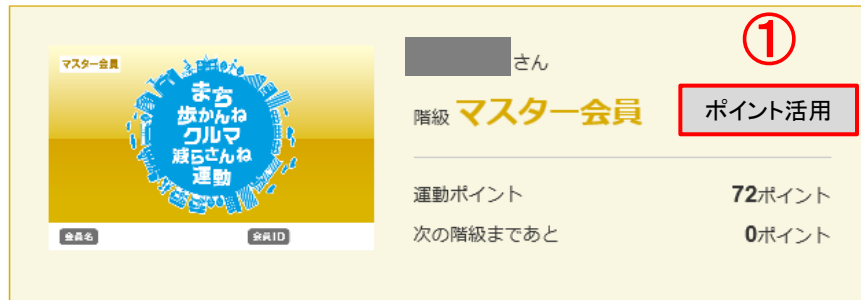 マスター会員
まち
歩かんね
クルマ
減らさんね
運動
会員名
会員ID
①
さん
階級 マスター会員
ポイント活用
運動ポイント 72ポイント
次の階級まであと 0ポイント